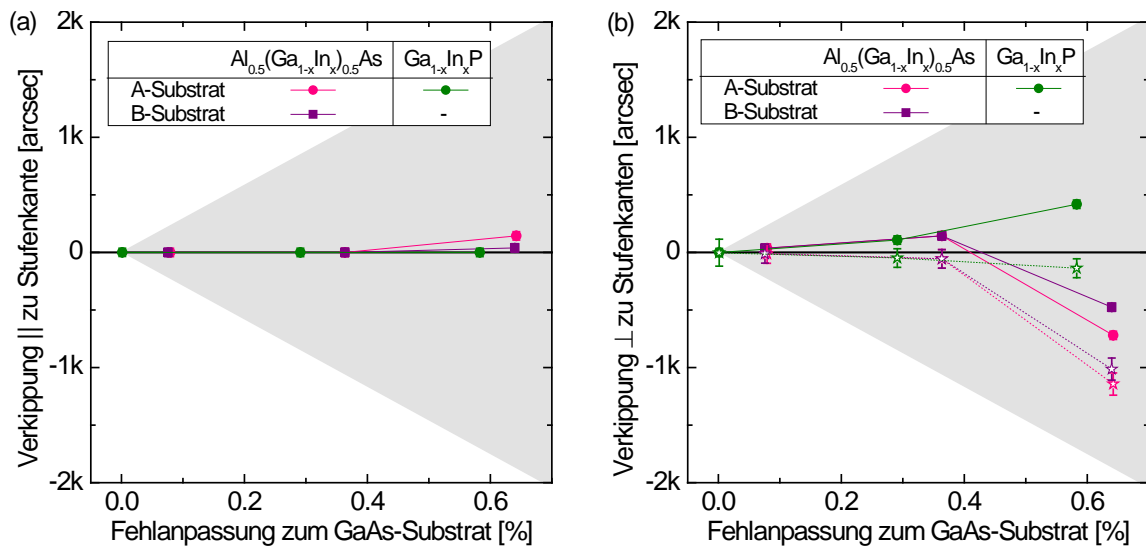 (a)
Verkippung || zu Stufenkante [arcsec]
2k
1k
0
-1k
-2k
Al0.5(Ga1-xInx)0.5As Ga1-xInxP
A-Substrat
B-Substrat -
0.0 0.2 0.4 0.6
Fehlanpassung zum GaAs-Substrat [%]
(b)
Verkippung ⊥ zu Stufenkanten [arcsec]
2k
1k
0
-1k
-2k
Al0.5(Ga1-xInx)0.5As Ga1-xInxP
A-Substrat
B-Substrat -
0.0 0.2 0.4 0.6
Fehlanpassung zum GaAs-Substrat [%]